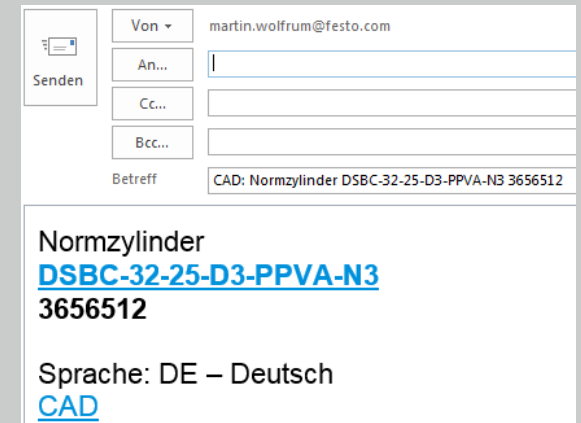 Von
martin.wolfrum@festo.com
Senden
An...
Cc...
Bcc...
Betreff
CAD: Normzylinder DSBC-32-25-D3-PPVA-N3 3656512
Normzylinder
DSBC-32-25-D3-PPVA-N3
3656512
Sprache: DE – Deutsch
CAD